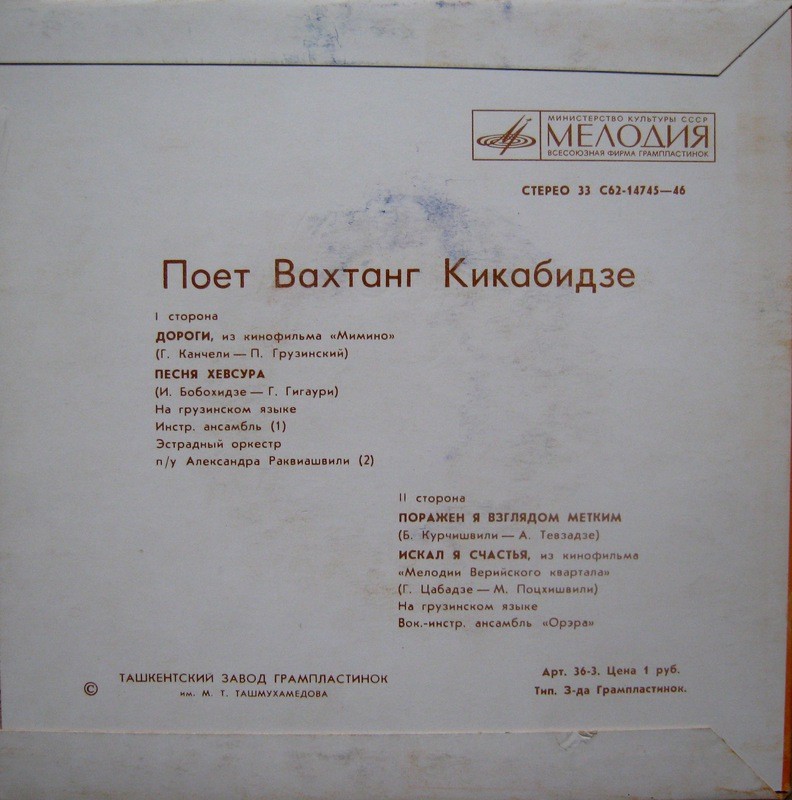 МИНИСТЕРСТВО КУЛЬТУРЫ СССР
МЕЛОДИЯ
ВСЕСОЮЗНАЯ ФИРМА ГРАМПЛАСТИНОК
СТЕРЕО 33 С62-14745—46
Поет Вахтанг Кикабидзе
I сторона
ДОРОГИ, из кинофильма «Мимино»
(Г. Канчели — П. Грузинский)
ПЕСНЯ ХЕВСУРА
(И. Бобохидзе — Г. Гигаури)
На грузинском языке
Инстр. ансамбль (1)
Эстрадный оркестр
п/у Александра Раквиашвили (2)
II сторона
ПОРАЖЕН Я ВЗГЛЯДОМ МЕТКИМ
(Б. Курчишвили — А. Тевзадзе)
ИСКАЛ Я СЧАСТЬЯ, из кинофильма
«Мелодии Верийского квартала»
(Г. Цабадзе — М. Поцхишвили)
На грузинском языке
Вок.-инстр. ансамбль «Орэра»
© ТАШКЕНТСКИЙ ЗАВОД ГРАМПЛАСТИНОК
им. М. Т. ТАШМУХАМЕДОВА
Арт. 36-3. Цена 1 руб.
Тип. З-да Грампластинок.